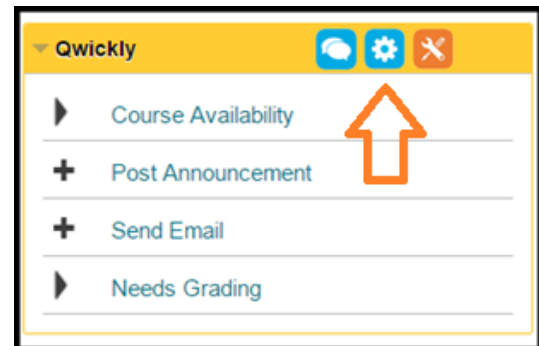 Qwickly
Course Availability
Post Announcement
Send Email
Needs Grading